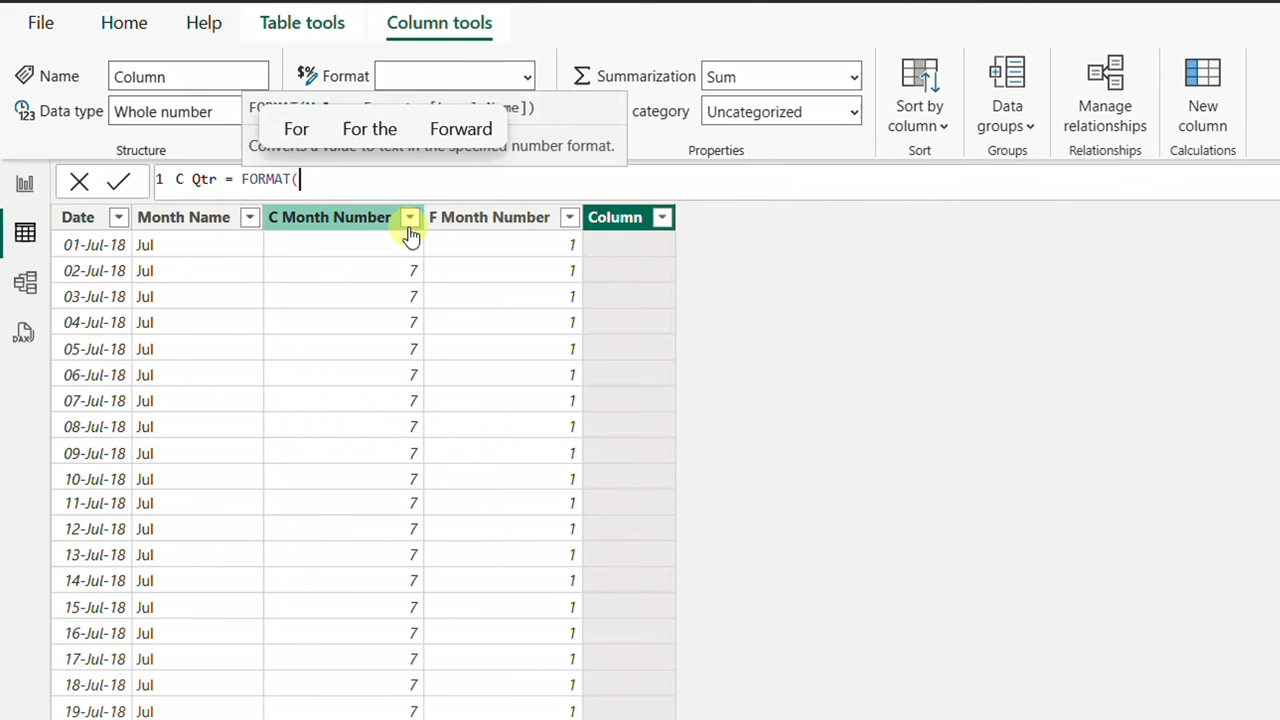 File Home Help Table tools Column tools
Name Column Format Summarization Sum Sort by column Data groups Manage relationships New column
Data type Whole number category Uncategorized
For For the Forward
Converts a value to text in the specified number format.
Structure Properties Sort Groups Relationships Calculations
1 C Qtr = FORMAT(
Date Month Name C Month Number F Month Number Column
01-Jul-18 Jul 1
02-Jul-18 Jul 7 1
03-Jul-18 Jul 7 1
04-Jul-18 Jul 7 1
05-Jul-18 Jul 7 1
06-Jul-18 Jul 7 1
07-Jul-18 Jul 7 1
08-Jul-18 Jul 7 1
09-Jul-18 Jul 7 1
10-Jul-18 Jul 7 1
11-Jul-18 Jul 7 1
12-Jul-18 Jul 7 1
13-Jul-18 Jul 7 1
14-Jul-18 Jul 7 1
15-Jul-18 Jul 7 1
16-Jul-18 Jul 7 1
17-Jul-18 Jul 7 1
18-Jul-18 Jul 7 1
19-Jul-18 Jul 7 1
DAX